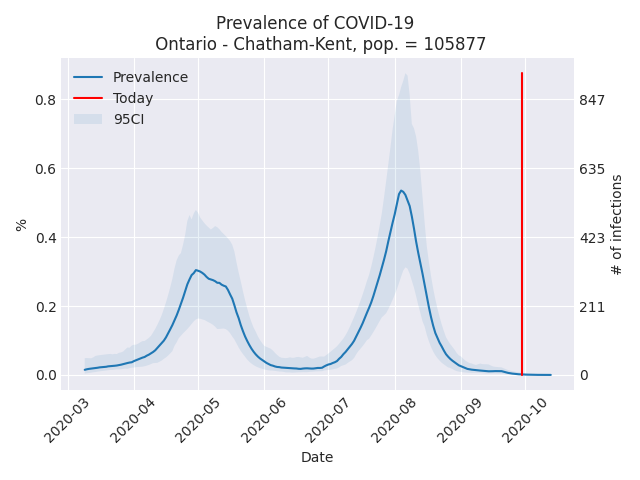 Prevalence of COVID-19
Ontario - Chatham-Kent, pop. = 105877
Prevalence
Today
95CI
0.8
0.6
0.4
0.2
0.0
%
847
635
423
211
0
# of infections
2020-03
2020-04
2020-05
2020-06
2020-07
2020-08
2020-09
2020-10
Date